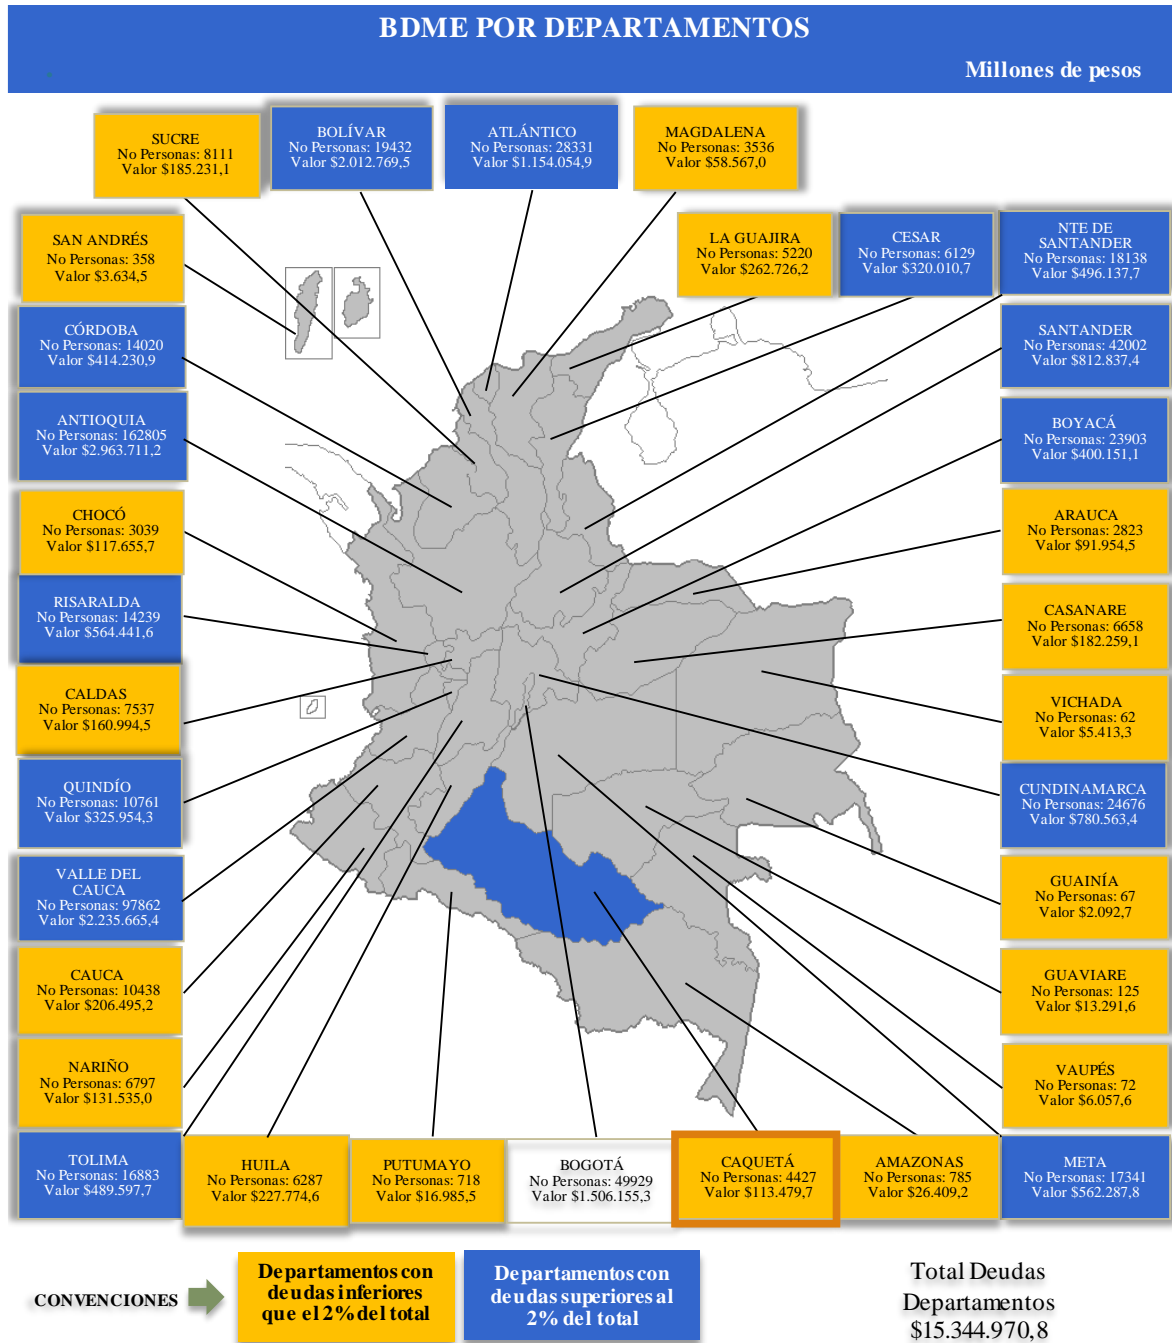 BDME POR DEPARTAMENTOS
Millones de pesos
SUCRE
No Personas: 8111
Valor $185.231,1
BOLÍVAR
No Personas: 19432
Valor $2.012.769,5
ATLÁNTICO
No Personas: 28331
Valor $1.154.054,9
MAGDALENA
No Personas: 3536
Valor $58.567,0
SAN ANDRÉS
No Personas: 358
Valor $3.634,5
LA GUAJIRA
No Personas: 5220
Valor $262.726,2
CESAR
No Personas: 6129
Valor $320.010,7
NTE DE
SANTANDER
No Personas: 18138
Valor $496.137,7
CÓRDOBA
No Personas: 14020
Valor $414.230,9
SANTANDER
No Personas: 42002
Valor $812.837,4
ANTIOQUIA
No Personas: 162805
Valor $2.963.711,2
BOYACÁ
No Personas: 23903
Valor $400.151,1
CHOCÓ
No Personas: 3039
Valor $117.655,7
ARAUCA
No Personas: 2823
Valor $91.954,5
RISARALDA
No Personas: 14239
Valor $564.441,6
CASANARE
No Personas: 6658
Valor $182.259,1
CALDAS
No Personas: 7537
Valor $160.994,5
VICHADA
No Personas: 62
Valor $5.413,3
QUINDÍO
No Personas: 10761
Valor $325.954,3
CUNDINAMARCA
No Personas: 24676
Valor $780.563,4
VALLE DEL
CAUCA
No Personas: 97862
Valor $2.235.665,4
GUAINÍA
No Personas: 67
Valor $2.092,7
CAUCA
No Personas: 10438
Valor $206.495,2
GUAVIARE
No Personas: 125
Valor $13.291,6
NARIÑO
No Personas: 6797
Valor $131.535,0
VAUPÉS
No Personas: 72
Valor $6.057,6
TOLIMA
No Personas: 16883
Valor $489.597,7
HUILA
No Personas: 6287
Valor $227.774,6
PUTUMAYO
No Personas: 718
Valor $16.985,5
BOGOTÁ
No Personas: 49929
Valor $1.506.155,3
CAQUETÁ
No Personas: 4427
Valor $113.479,7
AMAZONAS
No Personas: 785
Valor $26.409,2
META
No Personas: 17341
Valor $562.287,8
CONVENCIONES
Departamentos con
deudas inferiores
que el 2% del total
Departamentos con
deudas superiores al
2% del total
Total Deudas
Departamentos
$15.344.970,8